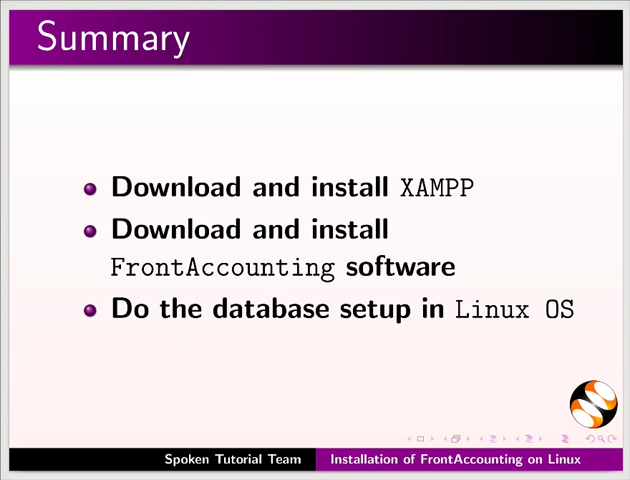 Summary
Download and install XAMPP
Download and install
FrontAccounting software
Do the database setup in Linux OS
Spoken Tutorial Team
Installation of FrontAccounting on Linux